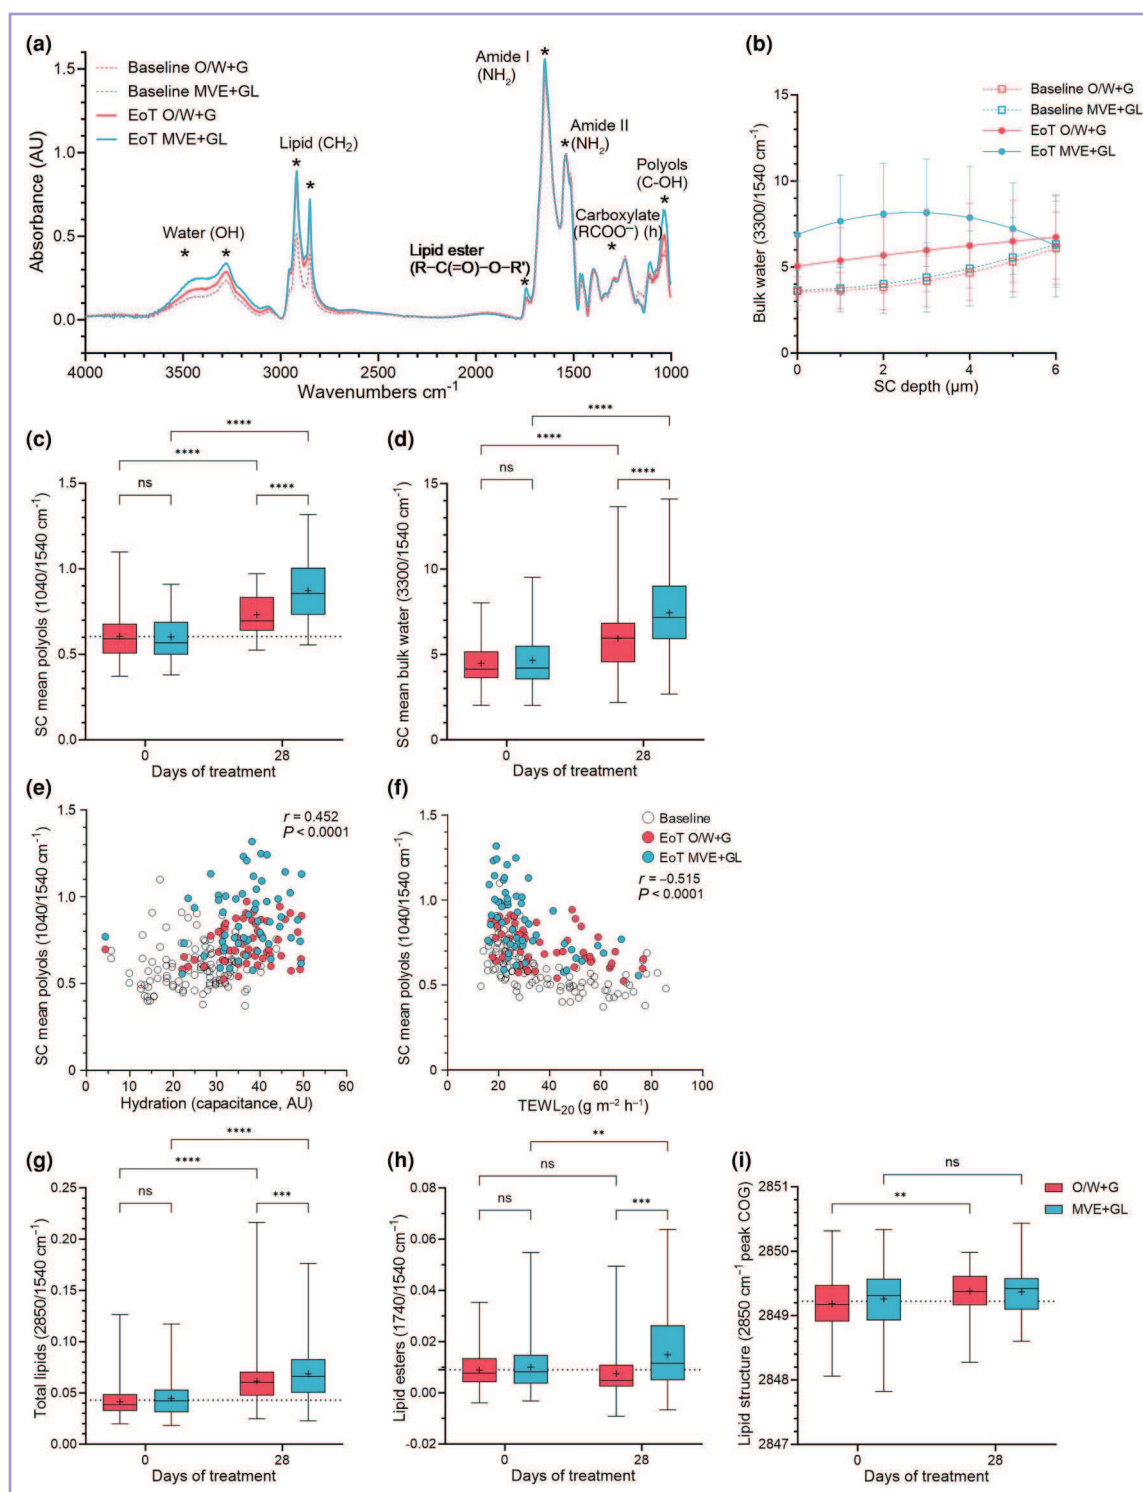 (a)
Baseline O/W+G
Baseline MVE+GL
EoT O/W+G
EoT MVE+GL
Amide I
(NH2)
Lipid (CH2)
Amide II
(NH2)
Polyols
(C-OH)
Water (OH)
Carboxylate
(RCOO⁻) (h)
Lipid ester
(R–C(=O)–O–R')
* * * * * * * * *
Absorbance (AU)
1.5
1.0
0.5
0.0
4000 3500 3000 2500 2000 1500 1000
Wavenumbers cm⁻¹
(b)
Baseline O/W+G
Baseline MVE+GL
EoT O/W+G
EoT MVE+GL
Bulk water (3300/1540 cm⁻¹)
15
10
5
0
0 2 4 6
SC depth (µm)
(c)
****
****
ns
****
SC mean polyols (1040/1540 cm⁻¹)
1.5
1.0
0.5
0.0
0 28
Days of treatment
(d)
****
****
ns
****
SC mean bulk water (3300/1540 cm⁻¹)
15
10
5
0
0 28
Days of treatment
(e)
r = 0.452
P < 0.0001
SC mean polyols (1040/1540 cm⁻¹)
1.5
1.0
0.5
0
0 10 20 30 40 50 60
Hydration (capacitance, AU)
(f)
Baseline
EoT O/W+G
EoT MVE+GL
r = –0.515
P < 0.0001
SC mean polyols (1040/1540 cm⁻¹)
1.5
1.0
0.5
0
0 20 40 60 80 100
TEWL20 (g m⁻² h⁻¹)
(g)
****
****
ns
***
Total lipids (2850/1540 cm⁻¹)
0.25
0.20
0.15
0.10
0.05
0.00
0 28
Days of treatment
(h)
**
ns
ns
***
Lipid esters (1740/1540 cm⁻¹)
0.08
0.06
0.04
0.02
0.00
-0.02
0 28
Days of treatment
(i)
ns
**
O/W+G
MVE+GL
Lipid structure (2850 cm⁻¹ peak COG)
2851
2850
2849
2848
2847
0 28
Days of treatment